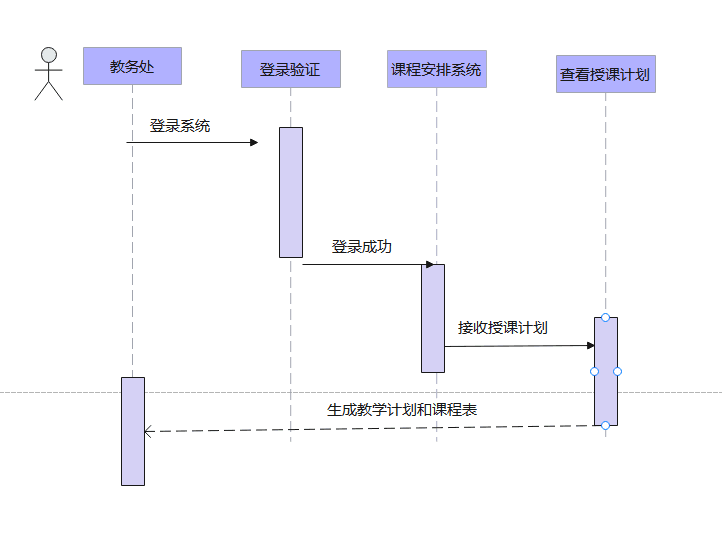 教务处
登录验证
课程安排系统
查看授课计划
登录系统
登录成功
接收授课计划
生成教学计划和课程表